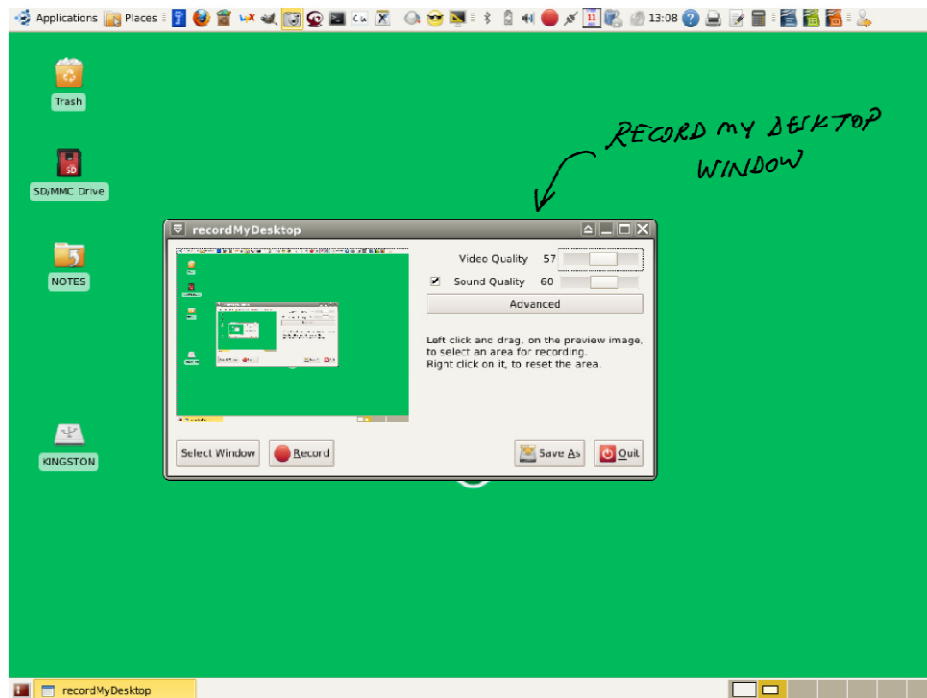 Applications Places 13:08
Trash
RECORD MY DESKTOP
WINDOW
SD
SD/MMC Drive
recordMyDesktop
Video Quality 57
NOTES
Sound Quality 60
Advanced
Left click and drag, on the preview image,
to select an area for recording.
Right click on it, to reset the area.
Select Window
Record
Save As
Quit
KINGSTON
recordMyDesktop